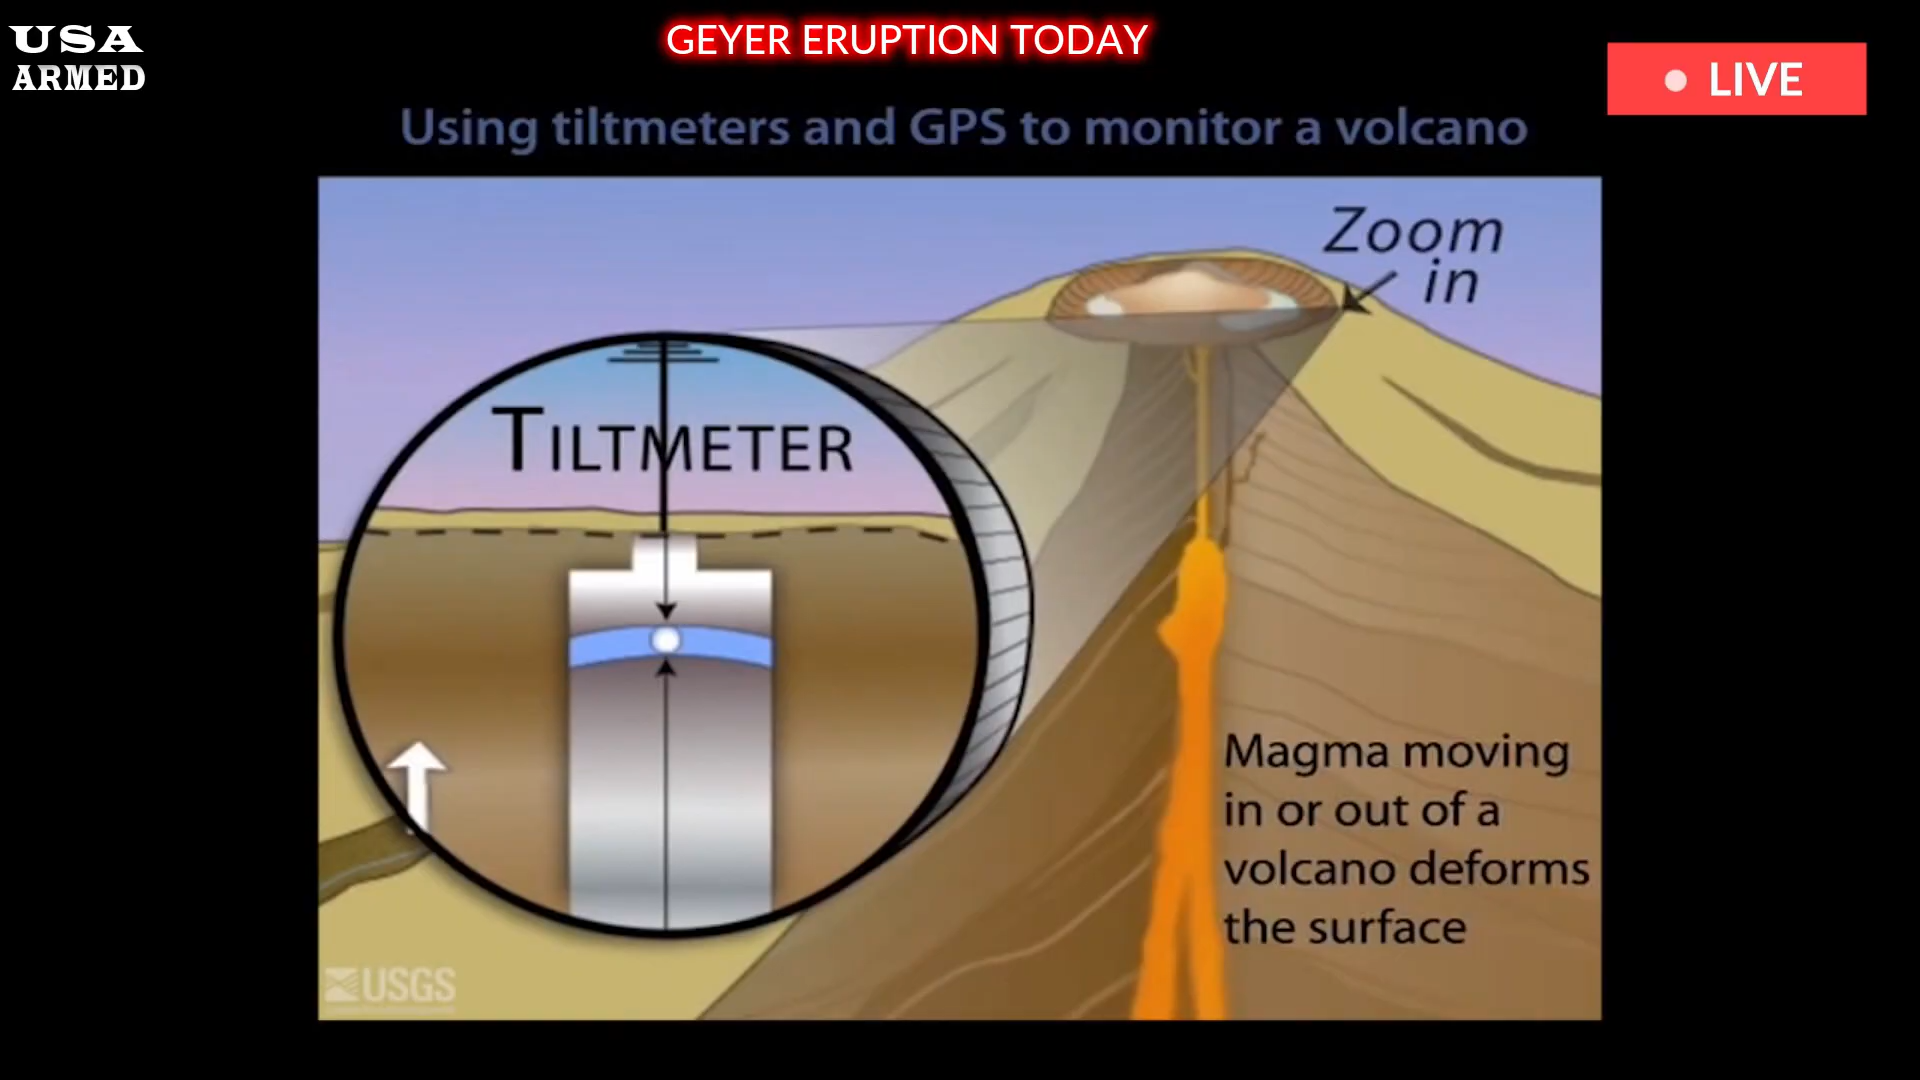 USA
ARMED
GEYER ERUPTION TODAY
LIVE
Using tiltmeters and GPS to monitor a volcano
Zoom
in
TILTMETER
Magma moving
in or out of a
volcano deforms
the surface
USGS